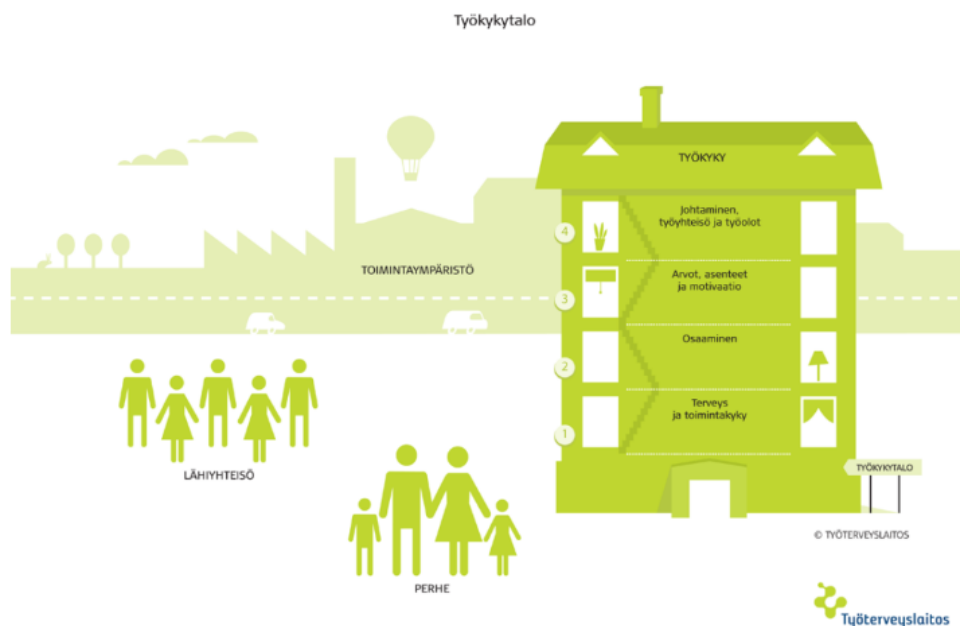 Työkykytalo
TYÖKYKY
4
Johtaminen,
työyhteisö ja työolot
TOIMINTAYMPÄRISTÖ
3
Arvot, asenteet
ja motivaatio
2
Osaaminen
1
Terveys
ja toimintakyky
LÄHIYHTEISÖ
TYÖKYKYTALO
PERHE
© TYÖTERVEYSLAITOS
Työterveyslaitos